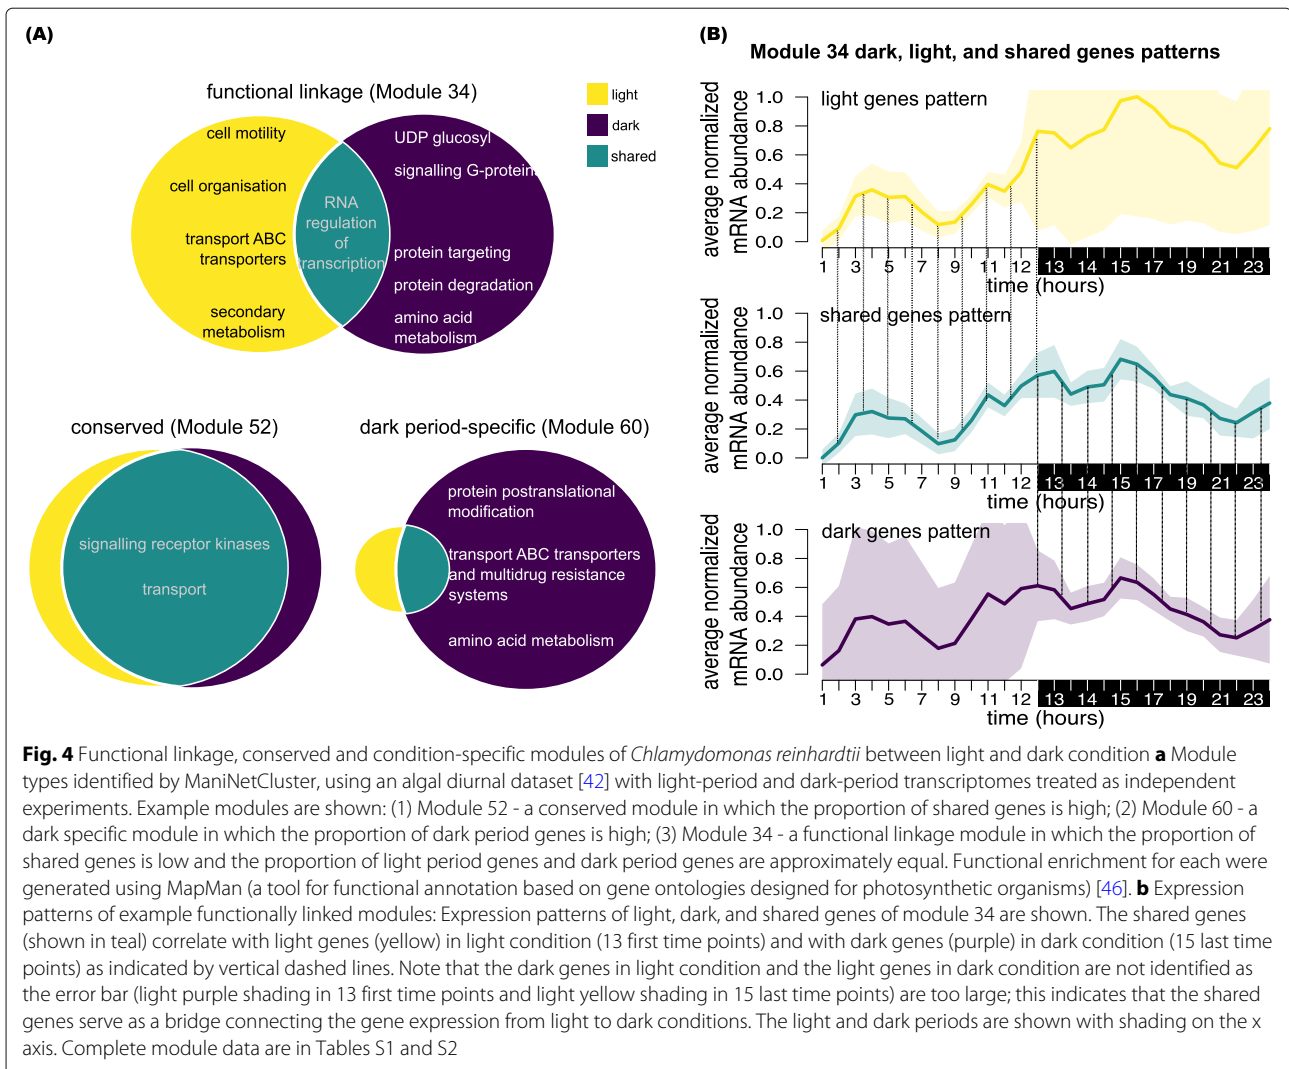 (A)
functional linkage (Module 34)
light
dark
shared
cell motility
cell organisation
transport ABC
transporters
secondary
metabolism
RNA
regulation
of
transcription
UDP glucosyl
signalling G-proteins
protein targeting
protein degradation
amino acid
metabolism
conserved (Module 52)
signalling receptor kinases
transport
dark period-specific (Module 60)
protein postranslational
modification
transport ABC transporters
and multidrug resistance
systems
amino acid metabolism
(B)
Module 34 dark, light, and shared genes patterns
average normalized
mRNA abundance
light genes pattern
1.0
0.8
0.6
0.4
0.2
0.0
1 3 5 7 9 11 12 13 15 17 19 21 23
time (hours)
average normalized
mRNA abundance
shared genes pattern
1.0
0.8
0.6
0.4
0.2
0.0
1 3 5 7 9 11 12 13 15 17 19 21 23
time (hours)
average normalized
mRNA abundance
dark genes pattern
1.0
0.8
0.6
0.4
0.2
0.0
1 3 5 7 9 11 12 13 15 17 19 21 23
time (hours)
Fig. 4 Functional linkage, conserved and condition-specific modules of Chlamydomonas reinhardtii between light and dark condition a Module
types identified by ManiNetCluster, using an algal diurnal dataset [42] with light-period and dark-period transcriptomes treated as independent
experiments. Example modules are shown: (1) Module 52 - a conserved module in which the proportion of shared genes is high; (2) Module 60 - a
dark specific module in which the proportion of dark period genes is high; (3) Module 34 - a functional linkage module in which the proportion of
shared genes is low and the proportion of light period genes and dark period genes are approximately equal. Functional enrichment for each were
generated using MapMan (a tool for functional annotation based on gene ontologies designed for photosynthetic organisms) [46]. b Expression
patterns of example functionally linked modules: Expression patterns of light, dark, and shared genes of module 34 are shown. The shared genes
(shown in teal) correlate with light genes (yellow) in light condition (13 first time points) and with dark genes (purple) in dark condition (15 last time
points) as indicated by vertical dashed lines. Note that the dark genes in light condition and the light genes in dark condition are not identified as
the error bar (light purple shading in 13 first time points and light yellow shading in 15 last time points) are too large; this indicates that the shared
genes serve as a bridge connecting the gene expression from light to dark conditions. The light and dark periods are shown with shading on the x
axis. Complete module data are in Tables S1 and S2